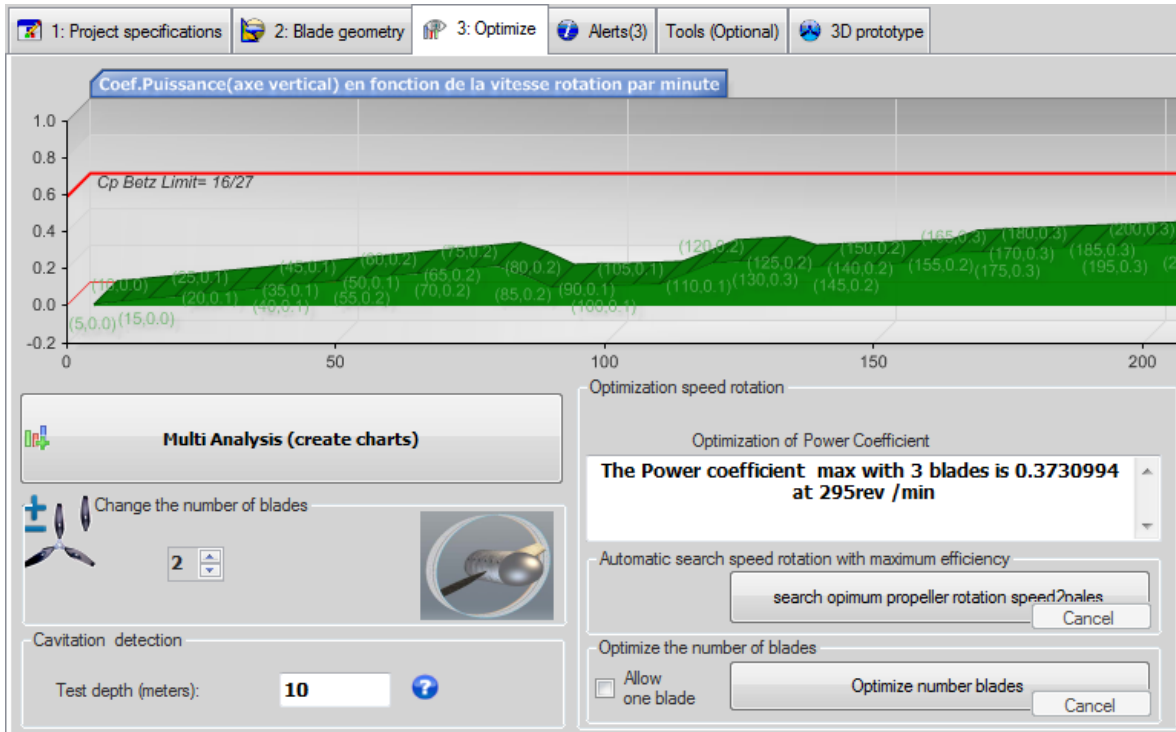 1: Project specifications
2: Blade geometry
3: Optimize
Alerts(3)
Tools (Optional)
3D prototype
Coef.Puissance(axe vertical) en fonction de la vitesse rotation par minute
1.0
0.8
0.6
0.4
0.2
0.0
-0.2
Cp Betz Limit= 16/27
(5,0.0)
(10,0.0)
(15,0.0)
(20,0.1)
(25,0.1)
(35,0.1)
(40,0.1)
(45,0.1)
(50,0.1)
(55,0.2)
(60,0.2)
(65,0.2)
(70,0.2)
(75,0.2)
(80,0.2)
(85,0.2)
(90,0.1)
(100,0.1)
(105,0.1)
(110,0.1)
(120,0.2)
(125,0.2)
(130,0.3)
(140,0.2)
(145,0.2)
(150,0.2)
(155,0.2)
(165,0.3)
(170,0.3)
(175,0.3)
(180,0.3)
(185,0.3)
(195,0.3)
(200,0.3)
0
50
100
150
200
Multi Analysis (create charts)
Change the number of blades
2
Cavitation detection
Test depth (meters):
10
?
Optimization speed rotation
Optimization of Power Coefficient
The Power coefficient max with 3 blades is 0.3730994
at 295rev /min
Automatic search speed rotation with maximum efficiency
search opimum propeller rotation speed2pales
Cancel
Optimize the number of blades
Allow
one blade
Optimize number blades
Cancel